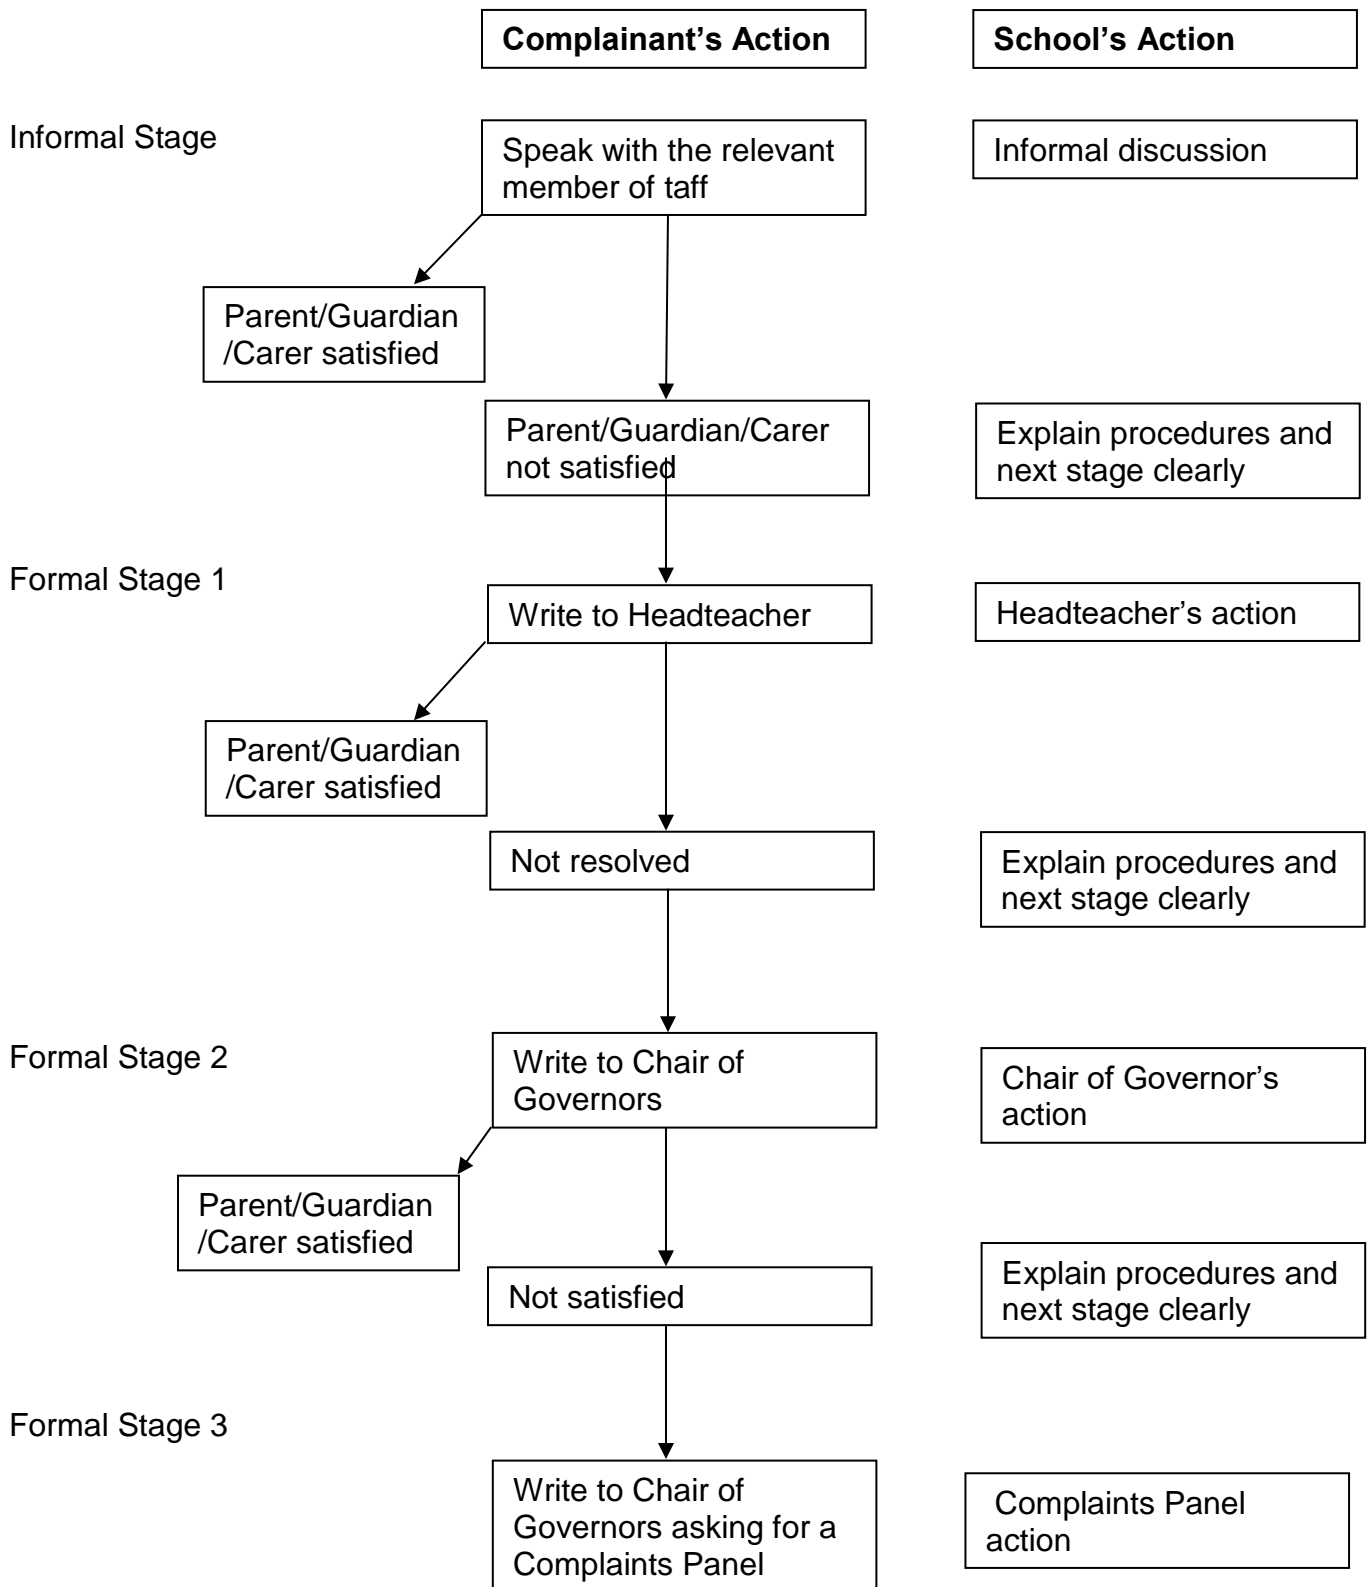 Complainant’s Action
School’s Action
Informal Stage
Speak with the relevant
member of taff
Informal discussion
Parent/Guardian
/Carer satisfied
Parent/Guardian/Carer
not satisfied
Explain procedures and
next stage clearly
Formal Stage 1
Write to Headteacher
Headteacher’s action
Parent/Guardian
/Carer satisfied
Not resolved
Explain procedures and
next stage clearly
Formal Stage 2
Write to Chair of
Governors
Chair of Governor’s
action
Parent/Guardian
/Carer satisfied
Not satisfied
Explain procedures and
next stage clearly
Formal Stage 3
Write to Chair of
Governors asking for a
Complaints Panel
Complaints Panel
action